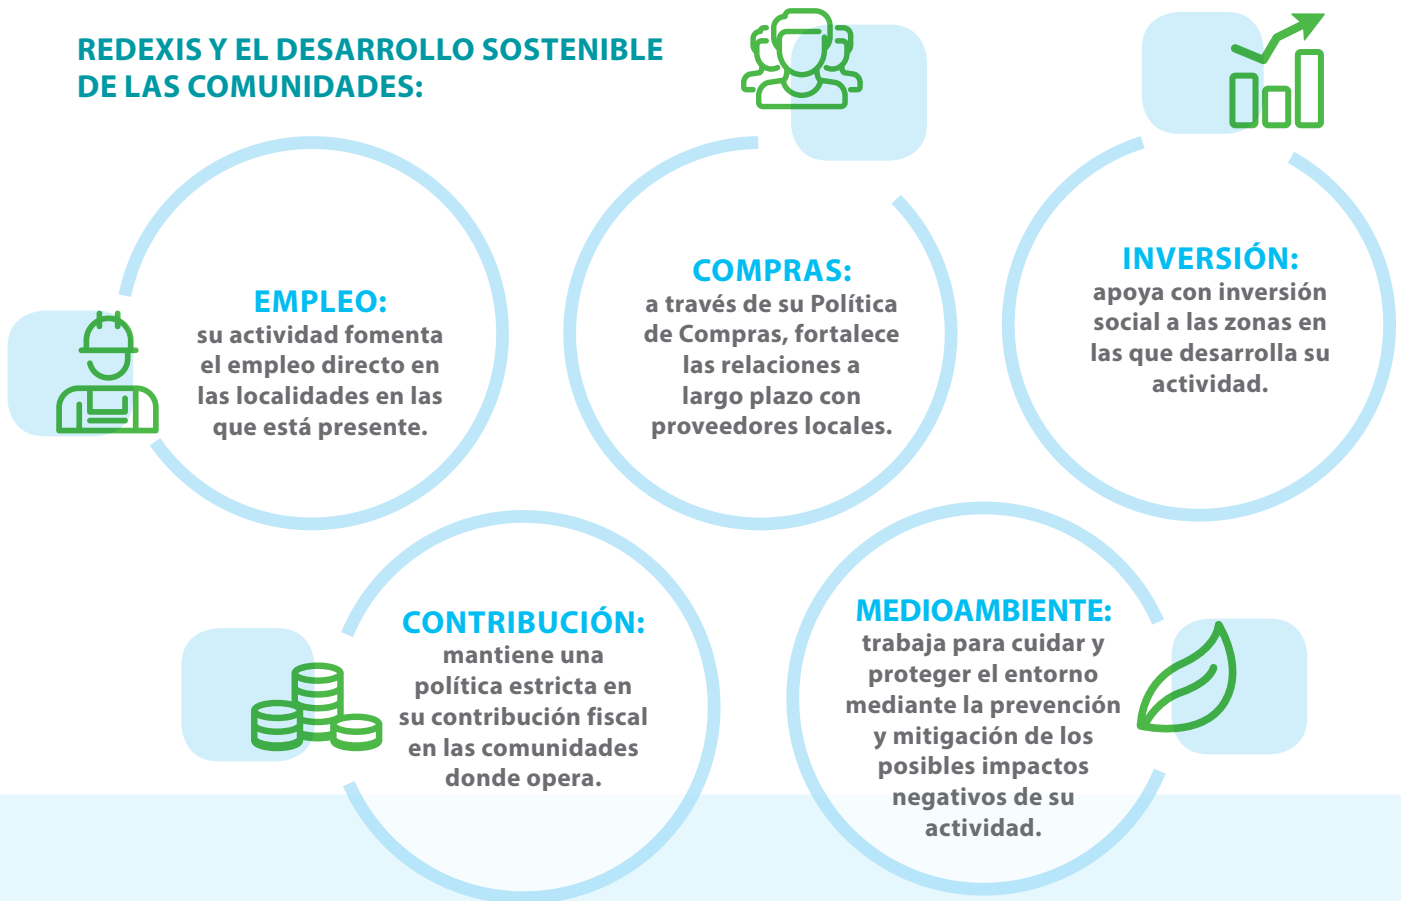 REDEXIS Y EL DESARROLLO SOSTENIBLE
DE LAS COMUNIDADES:
EMPLEO:
su actividad fomenta
el empleo directo en
las localidades en las
que está presente.
COMPRAS:
a través de su Política
de Compras, fortalece
las relaciones a
largo plazo con
proveedores locales.
INVERSIÓN:
apoya con inversión
social a las zonas en
las que desarrolla su
actividad.
CONTRIBUCIÓN:
mantiene una
política estricta en
su contribución fiscal
en las comunidades
donde opera.
MEDIOAMBIENTE:
trabaja para cuidar y
proteger el entorno
mediante la prevención
y mitigación de los
posibles impactos
negativos de su
actividad.